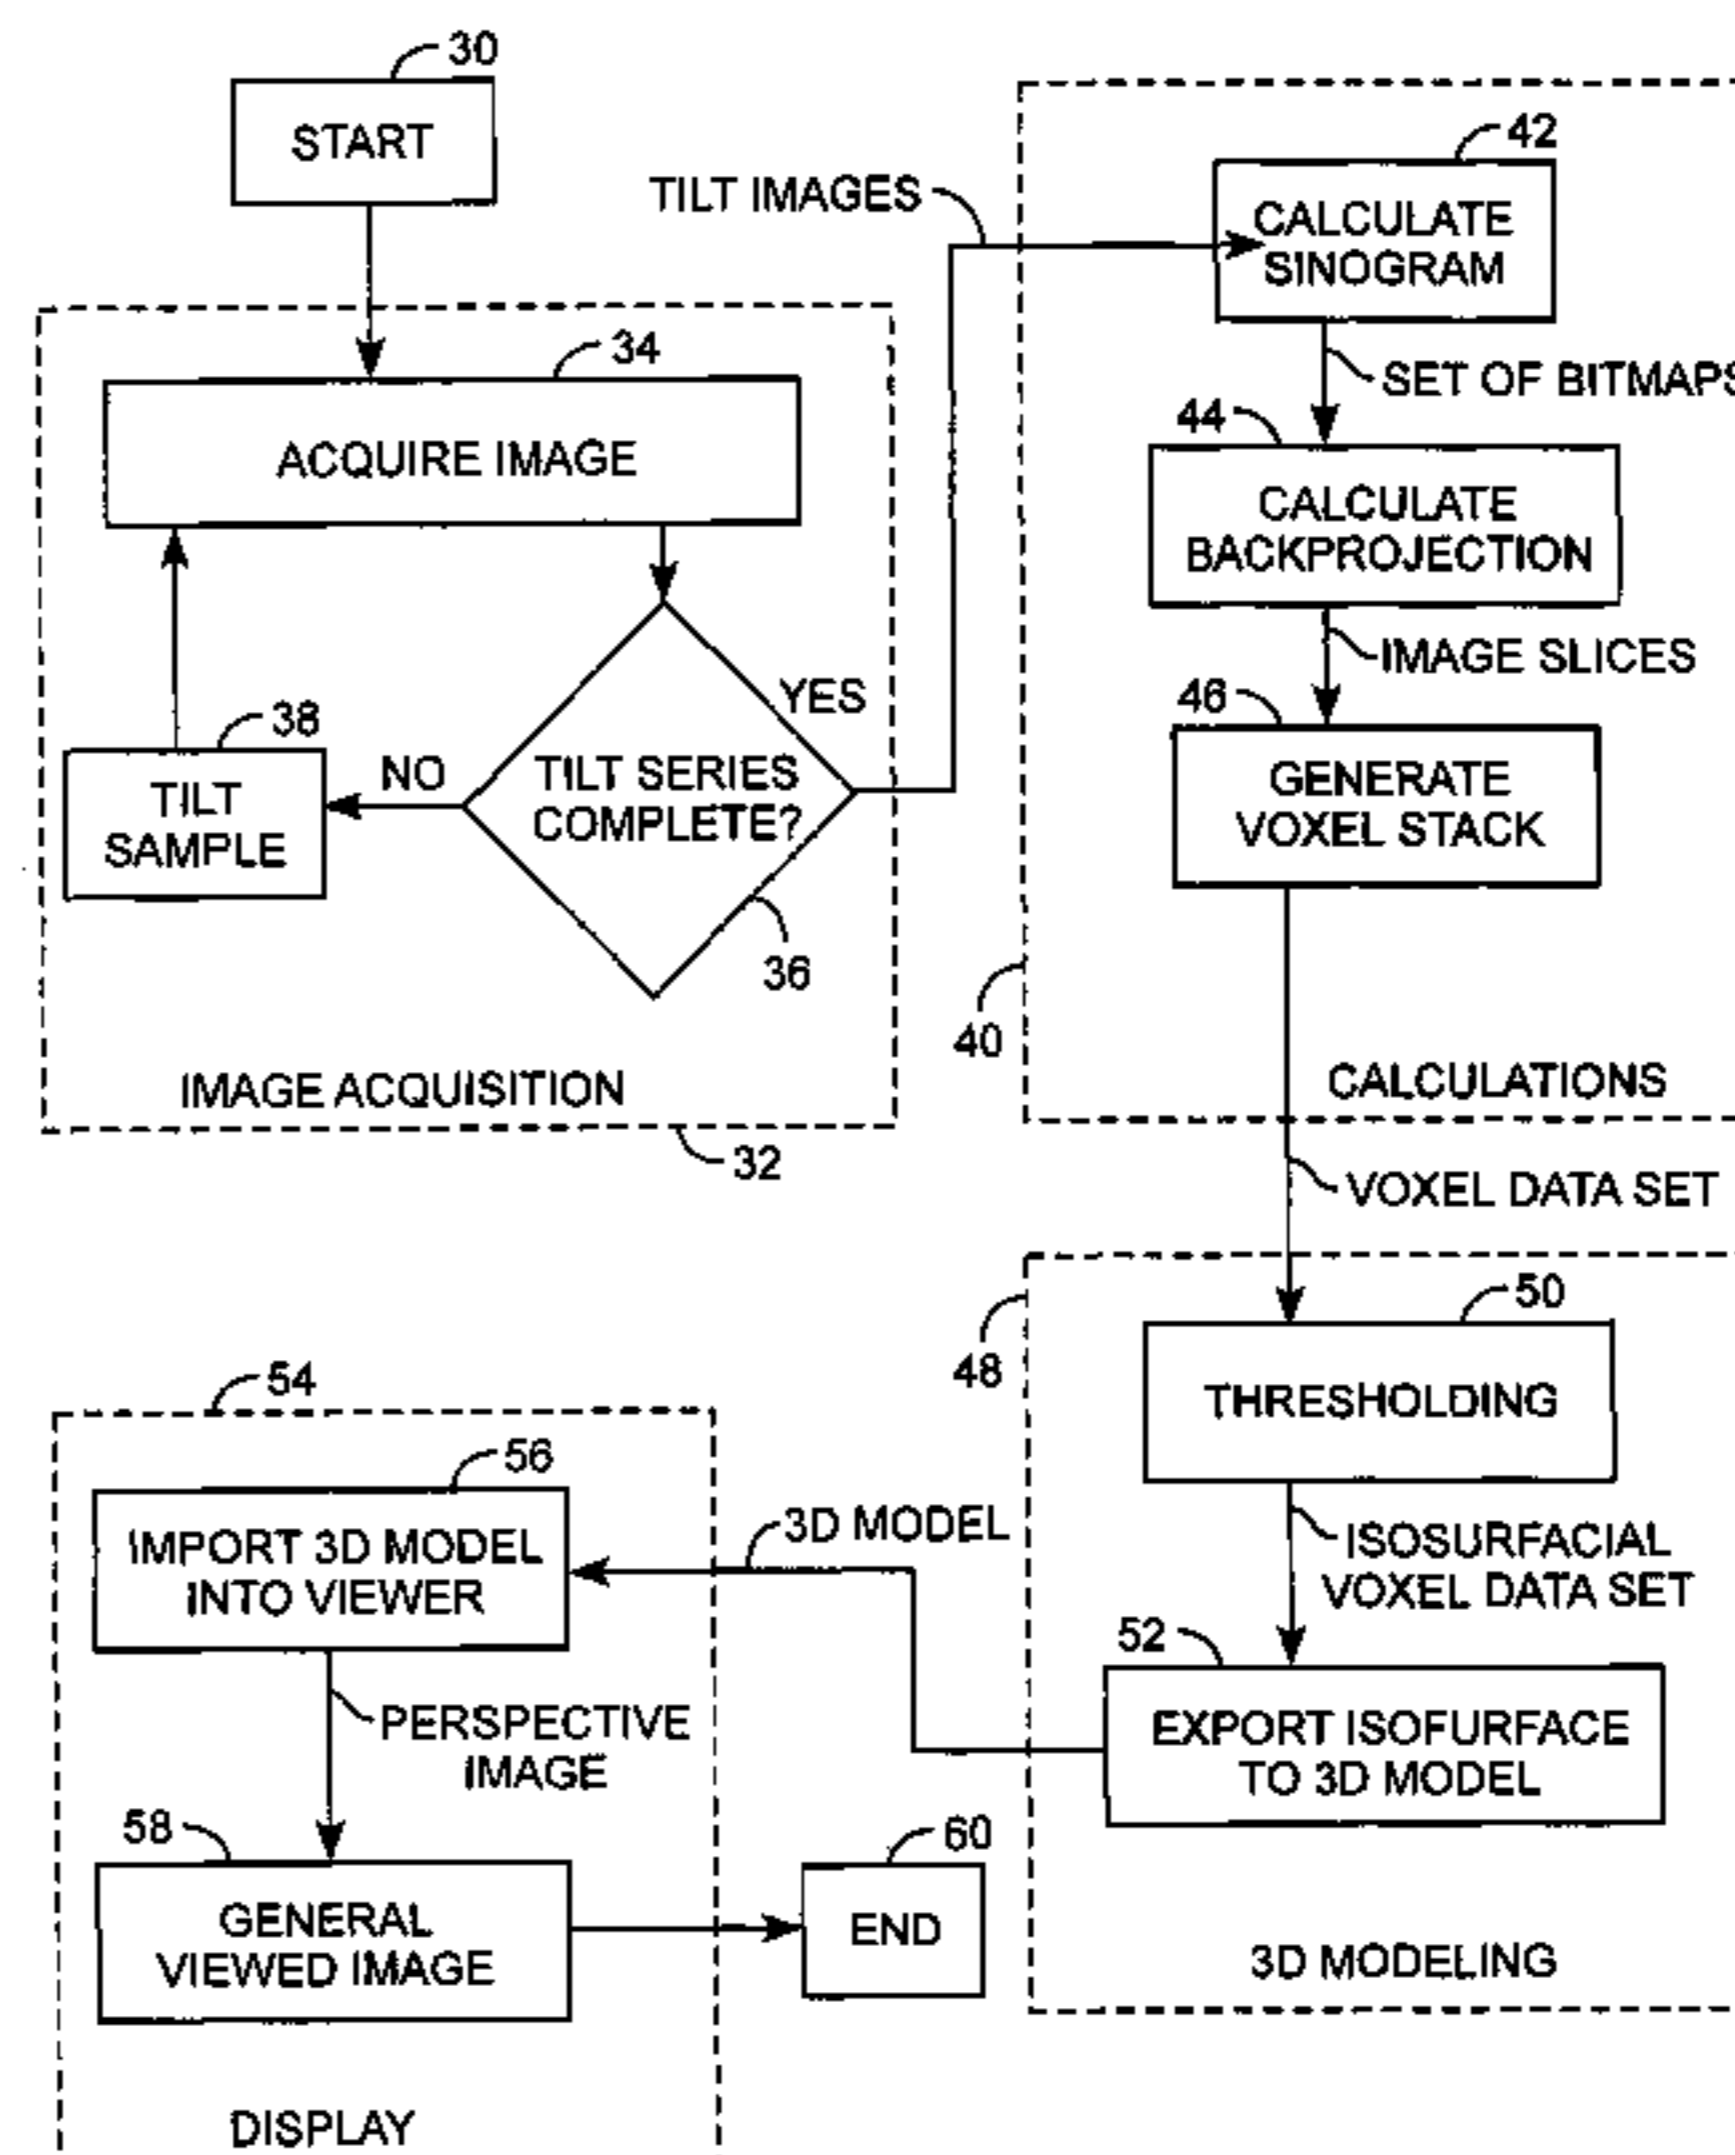 30
START
34
ACQUIRE IMAGE
38
TILT
SAMPLE
NO
TILT SERIES
COMPLETE?
YES
36
IMAGE ACQUISITION
32
TILT IMAGES
42
CALCULATE
SINOGRAM
SET OF BITMAPS
44
CALCULATE
BACKPROJECTION
IMAGE SLICES
46
GENERATE
VOXEL STACK
40
CALCULATIONS
VOXEL DATA SET
48
50
THRESHOLDING
ISOSURFACIAL
VOXEL DATA SET
52
EXPORT ISOFURFACE
TO 3D MODEL
3D MODELING
3D MODEL
54
56
IMPORT 3D MODEL
INTO VIEWER
PERSPECTIVE
IMAGE
58
GENERAL
VIEWED IMAGE
60
END
DISPLAY